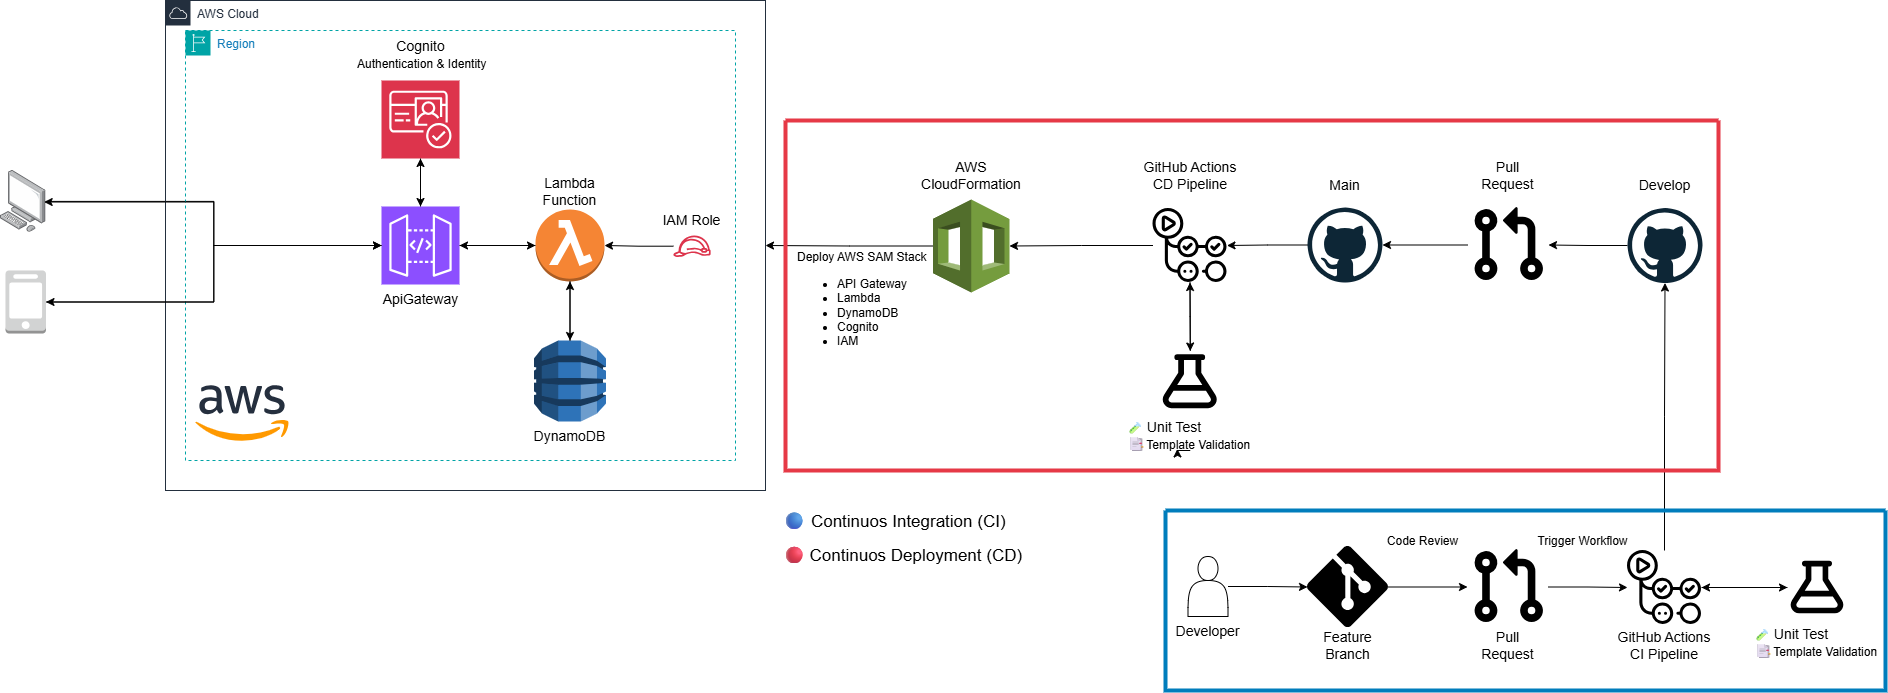 AWS Cloud
Region
Cognito
Authentication & Identity
Lambda
Function
IAM Role
</>
ApiGateway
DynamoDB
aws
AWS
CloudFormation
GitHub Actions
CD Pipeline
Main
Pull
Request
Develop
Deploy AWS SAM Stack
• API Gateway
• Lambda
• DynamoDB
• Cognito
• IAM
Unit Test
Template Validation
Continuos Integration (CI)
Continuos Deployment (CD)
Code Review
Trigger Workflow
Developer
Feature
Branch
Pull
Request
GitHub Actions
CI Pipeline
Unit Test
Template Validation